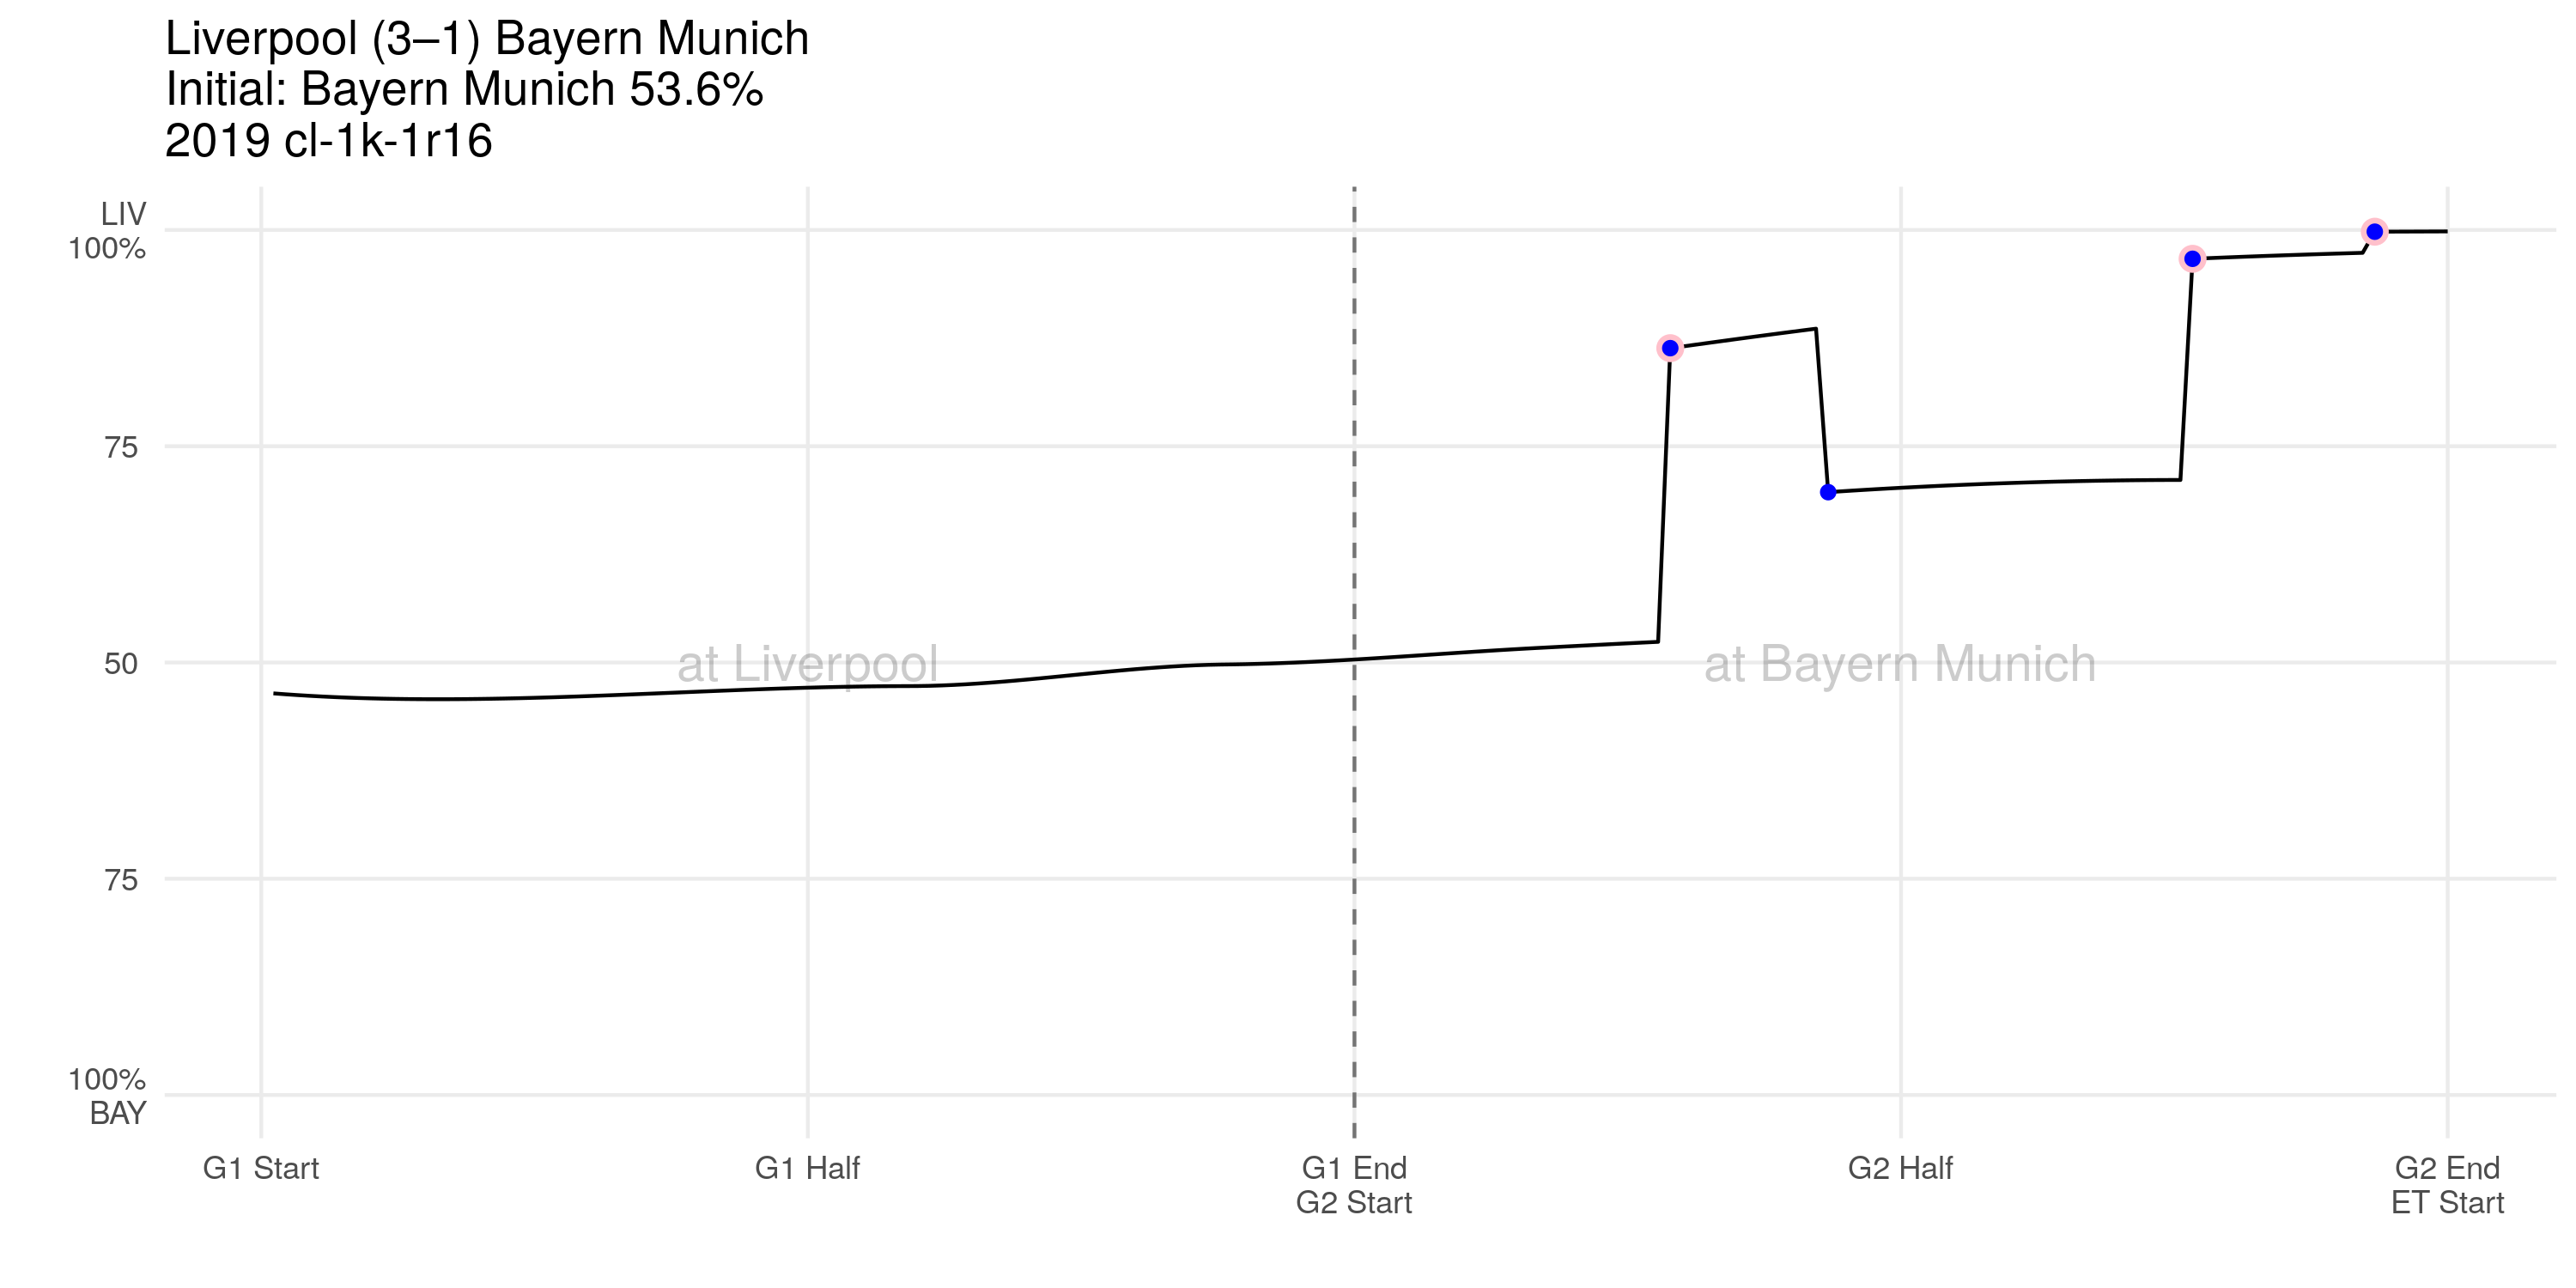 Liverpool (3–1) Bayern Munich
Initial: Bayern Munich 53.6%
2019 cl-1k-1r16
LIV
100%
75
50
75
100%
BAY
at Liverpool
at Bayern Munich
G1 Start
G1 Half
G1 End
G2 Start
G2 Half
G2 End
ET Start